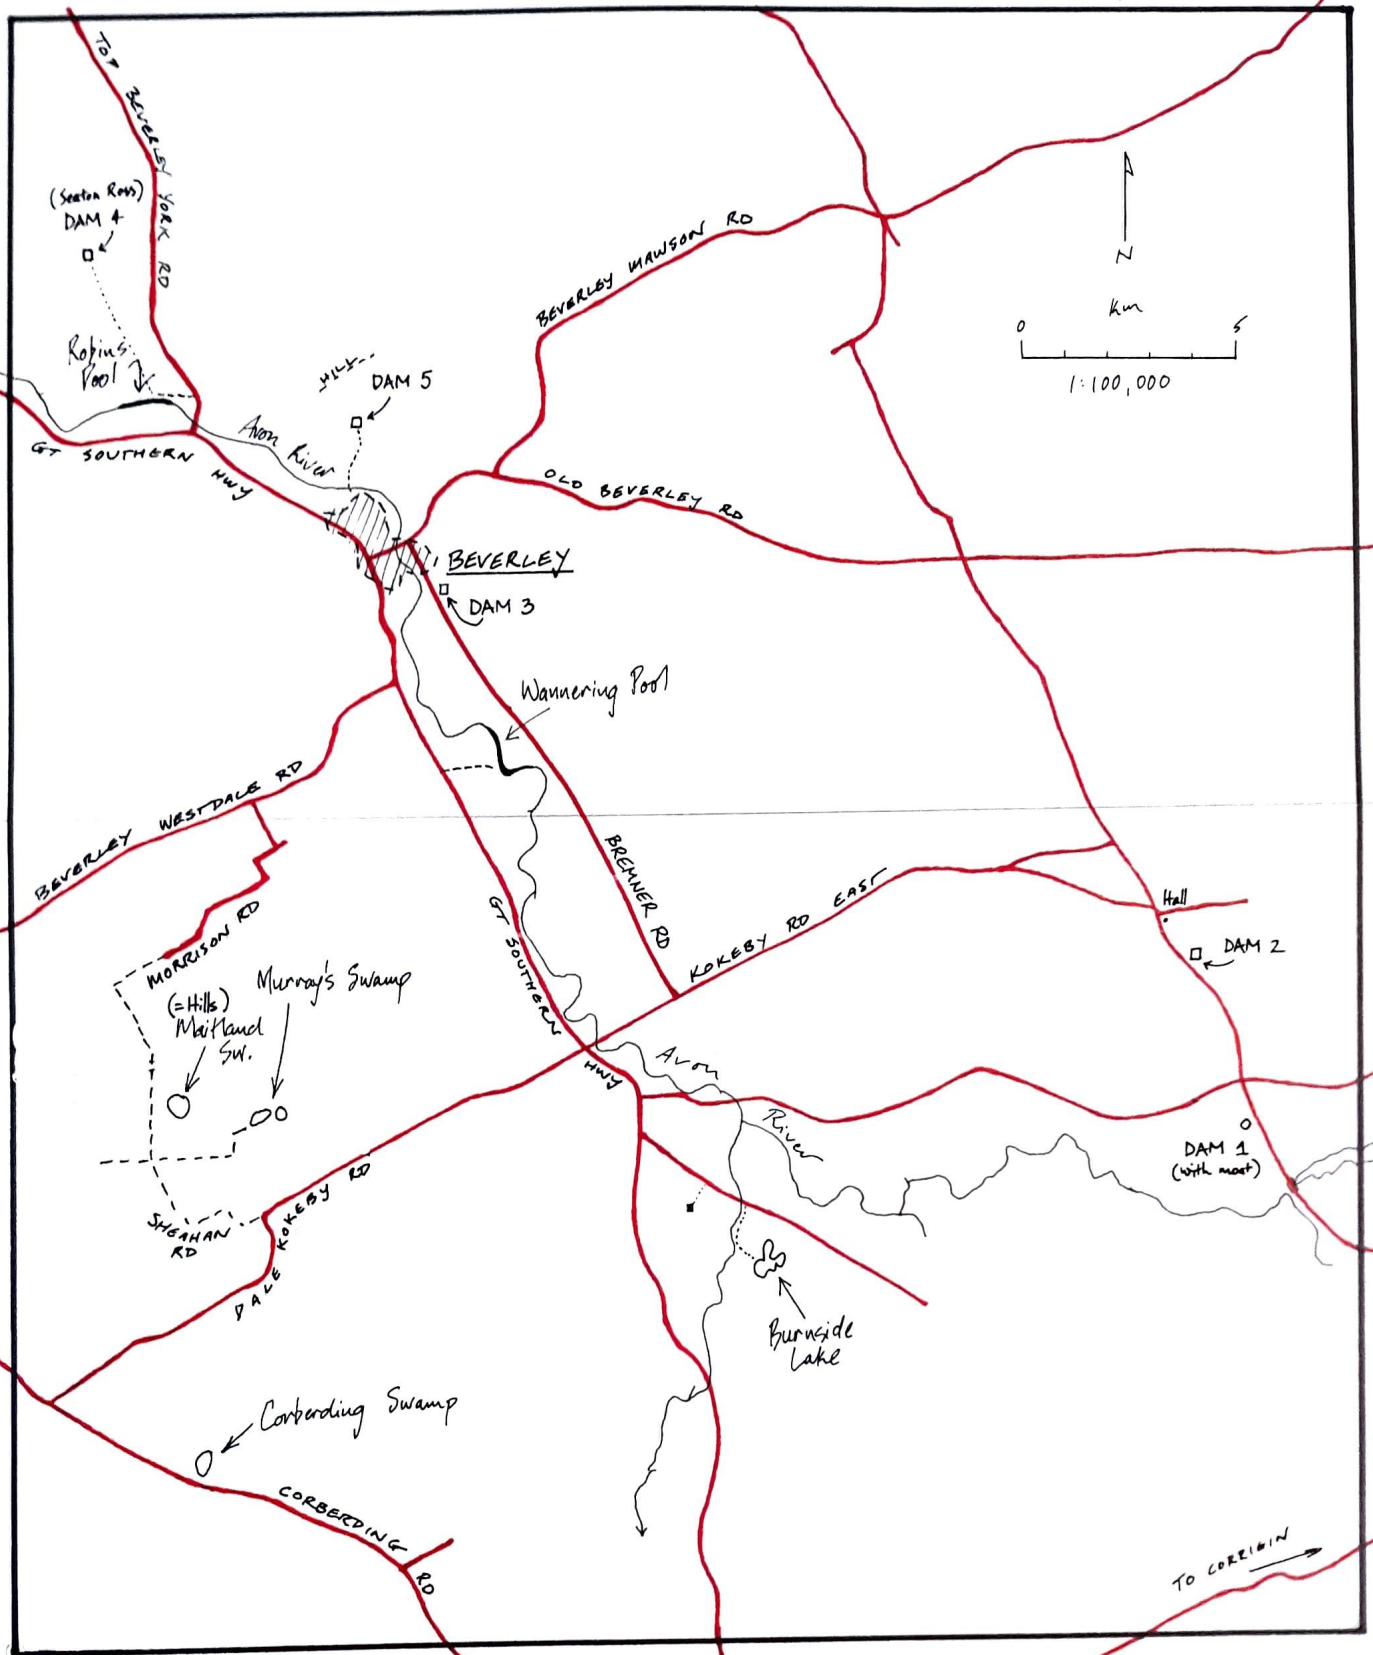 TOP BEVERLEY YORK RD
(Seaton Ross)
DAM 4
Robins
Pool
GT SOUTHERN HWY
Avon River
HILL
DAM 5
BEVERLEY MAWSON RD
N
Km
0 5
1:100,000
OLD BEVERLEY RD
BEVERLEY
DAM 3
Wannering Pool
BEVERLEY WESTDALE RD
BREMNER RD
MORRISON RD
GT SOUTHERN HWY
KOKEBY RD EAST
Hall
DAM 2
Murray's Swamp
(=Hills)
Maitland
Sw.
Avon River
DAM 1
(with moat)
SHEAHAN
RD
DALE KOKEBY RD
Burnside
Lake
Corberding Swamp
CORBERDING RD
TO CORRIGIN